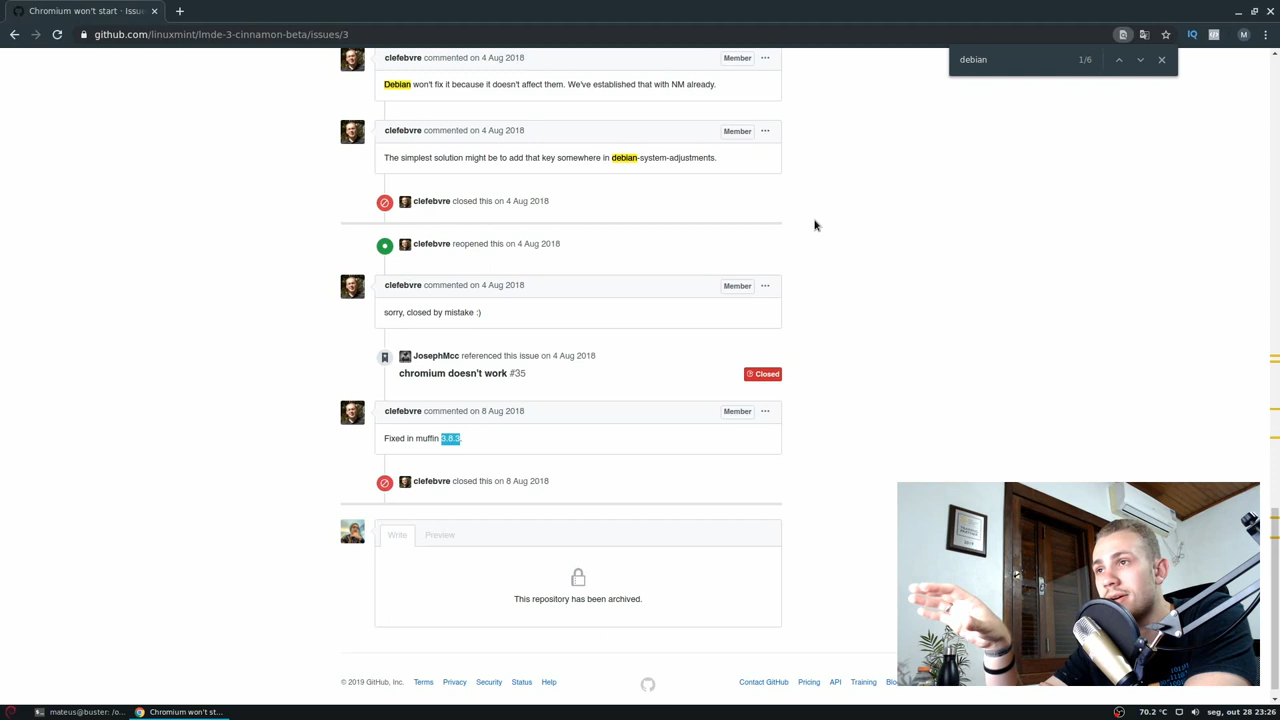 Chromium won't start · Issu
github.com/linuxmint/lmde-3-cinnamon-beta/issues/3
debian 1/6
clefebvre commented on 4 Aug 2018 Member
Debian won't fix it because it doesn't affect them. We've established that with NM already.
clefebvre commented on 4 Aug 2018 Member
The simplest solution might be to add that key somewhere in debian-system-adjustments.
clefebvre closed this on 4 Aug 2018
clefebvre reopened this on 4 Aug 2018
clefebvre commented on 4 Aug 2018 Member
sorry, closed by mistake :)
JosephMcc referenced this issue on 4 Aug 2018
chromium doesn't work #35 Closed
clefebvre commented on 8 Aug 2018 Member
Fixed in muffin 3.8.3.
clefebvre closed this on 8 Aug 2018
Write Preview
This repository has been archived.
© 2019 GitHub, Inc. Terms Privacy Security Status Help Contact GitHub Pricing API Training
mateus@buster: /o... Chromium won't st... 70.2 °C seg, out 28 23:26